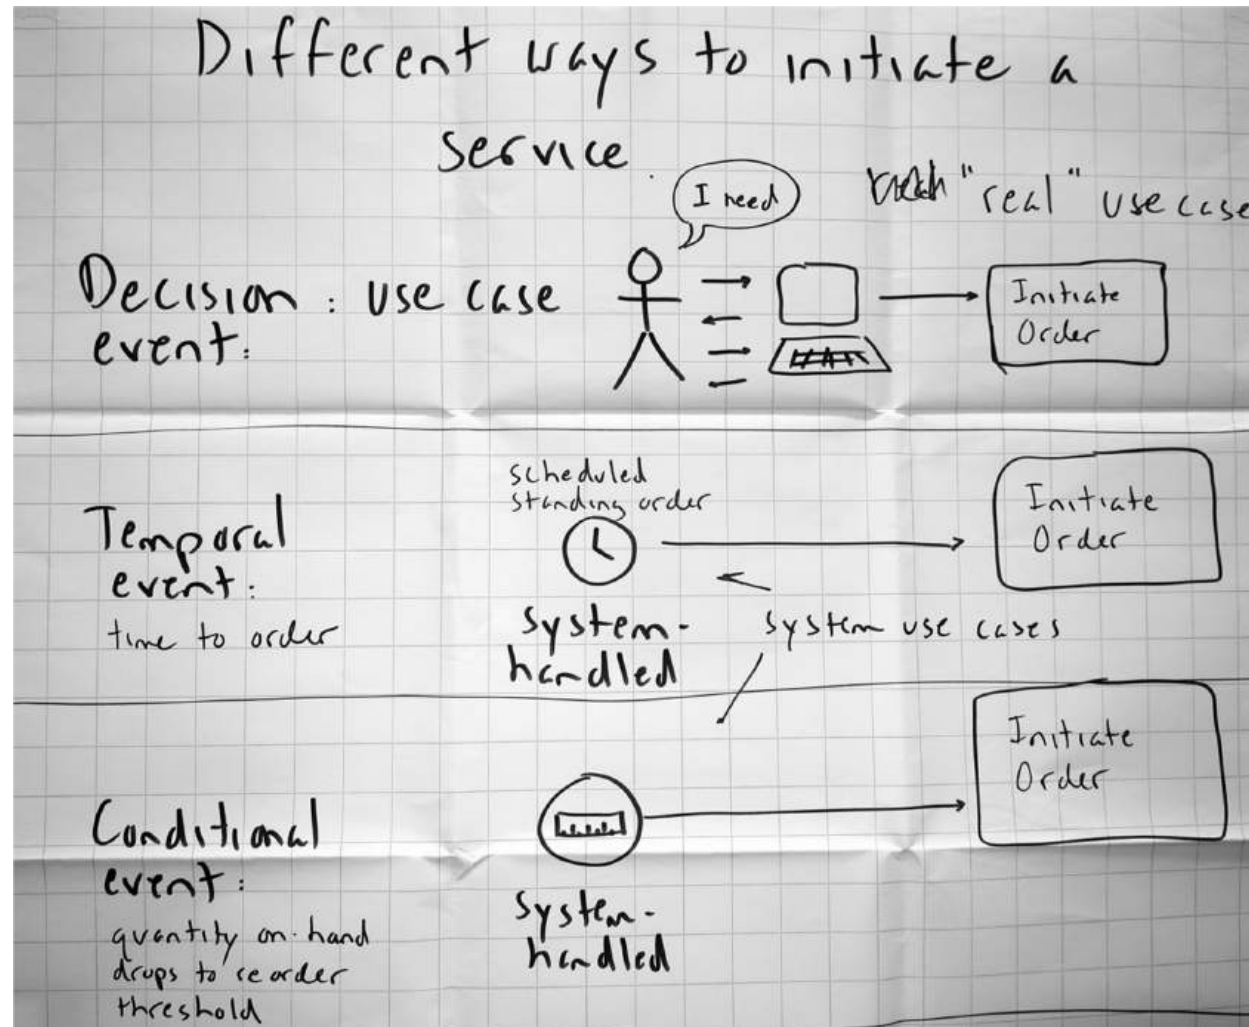 Different ways to initiate a
service
I need
"real" use case
Decision : use case
event:
Initiate
Order
Temporal
event:
time to order
scheduled
standing order
system-
handled
system use cases
Initiate
Order
Conditional
event:
quantity on-hand
drops to reorder
threshold
system-
handled
Initiate
Order